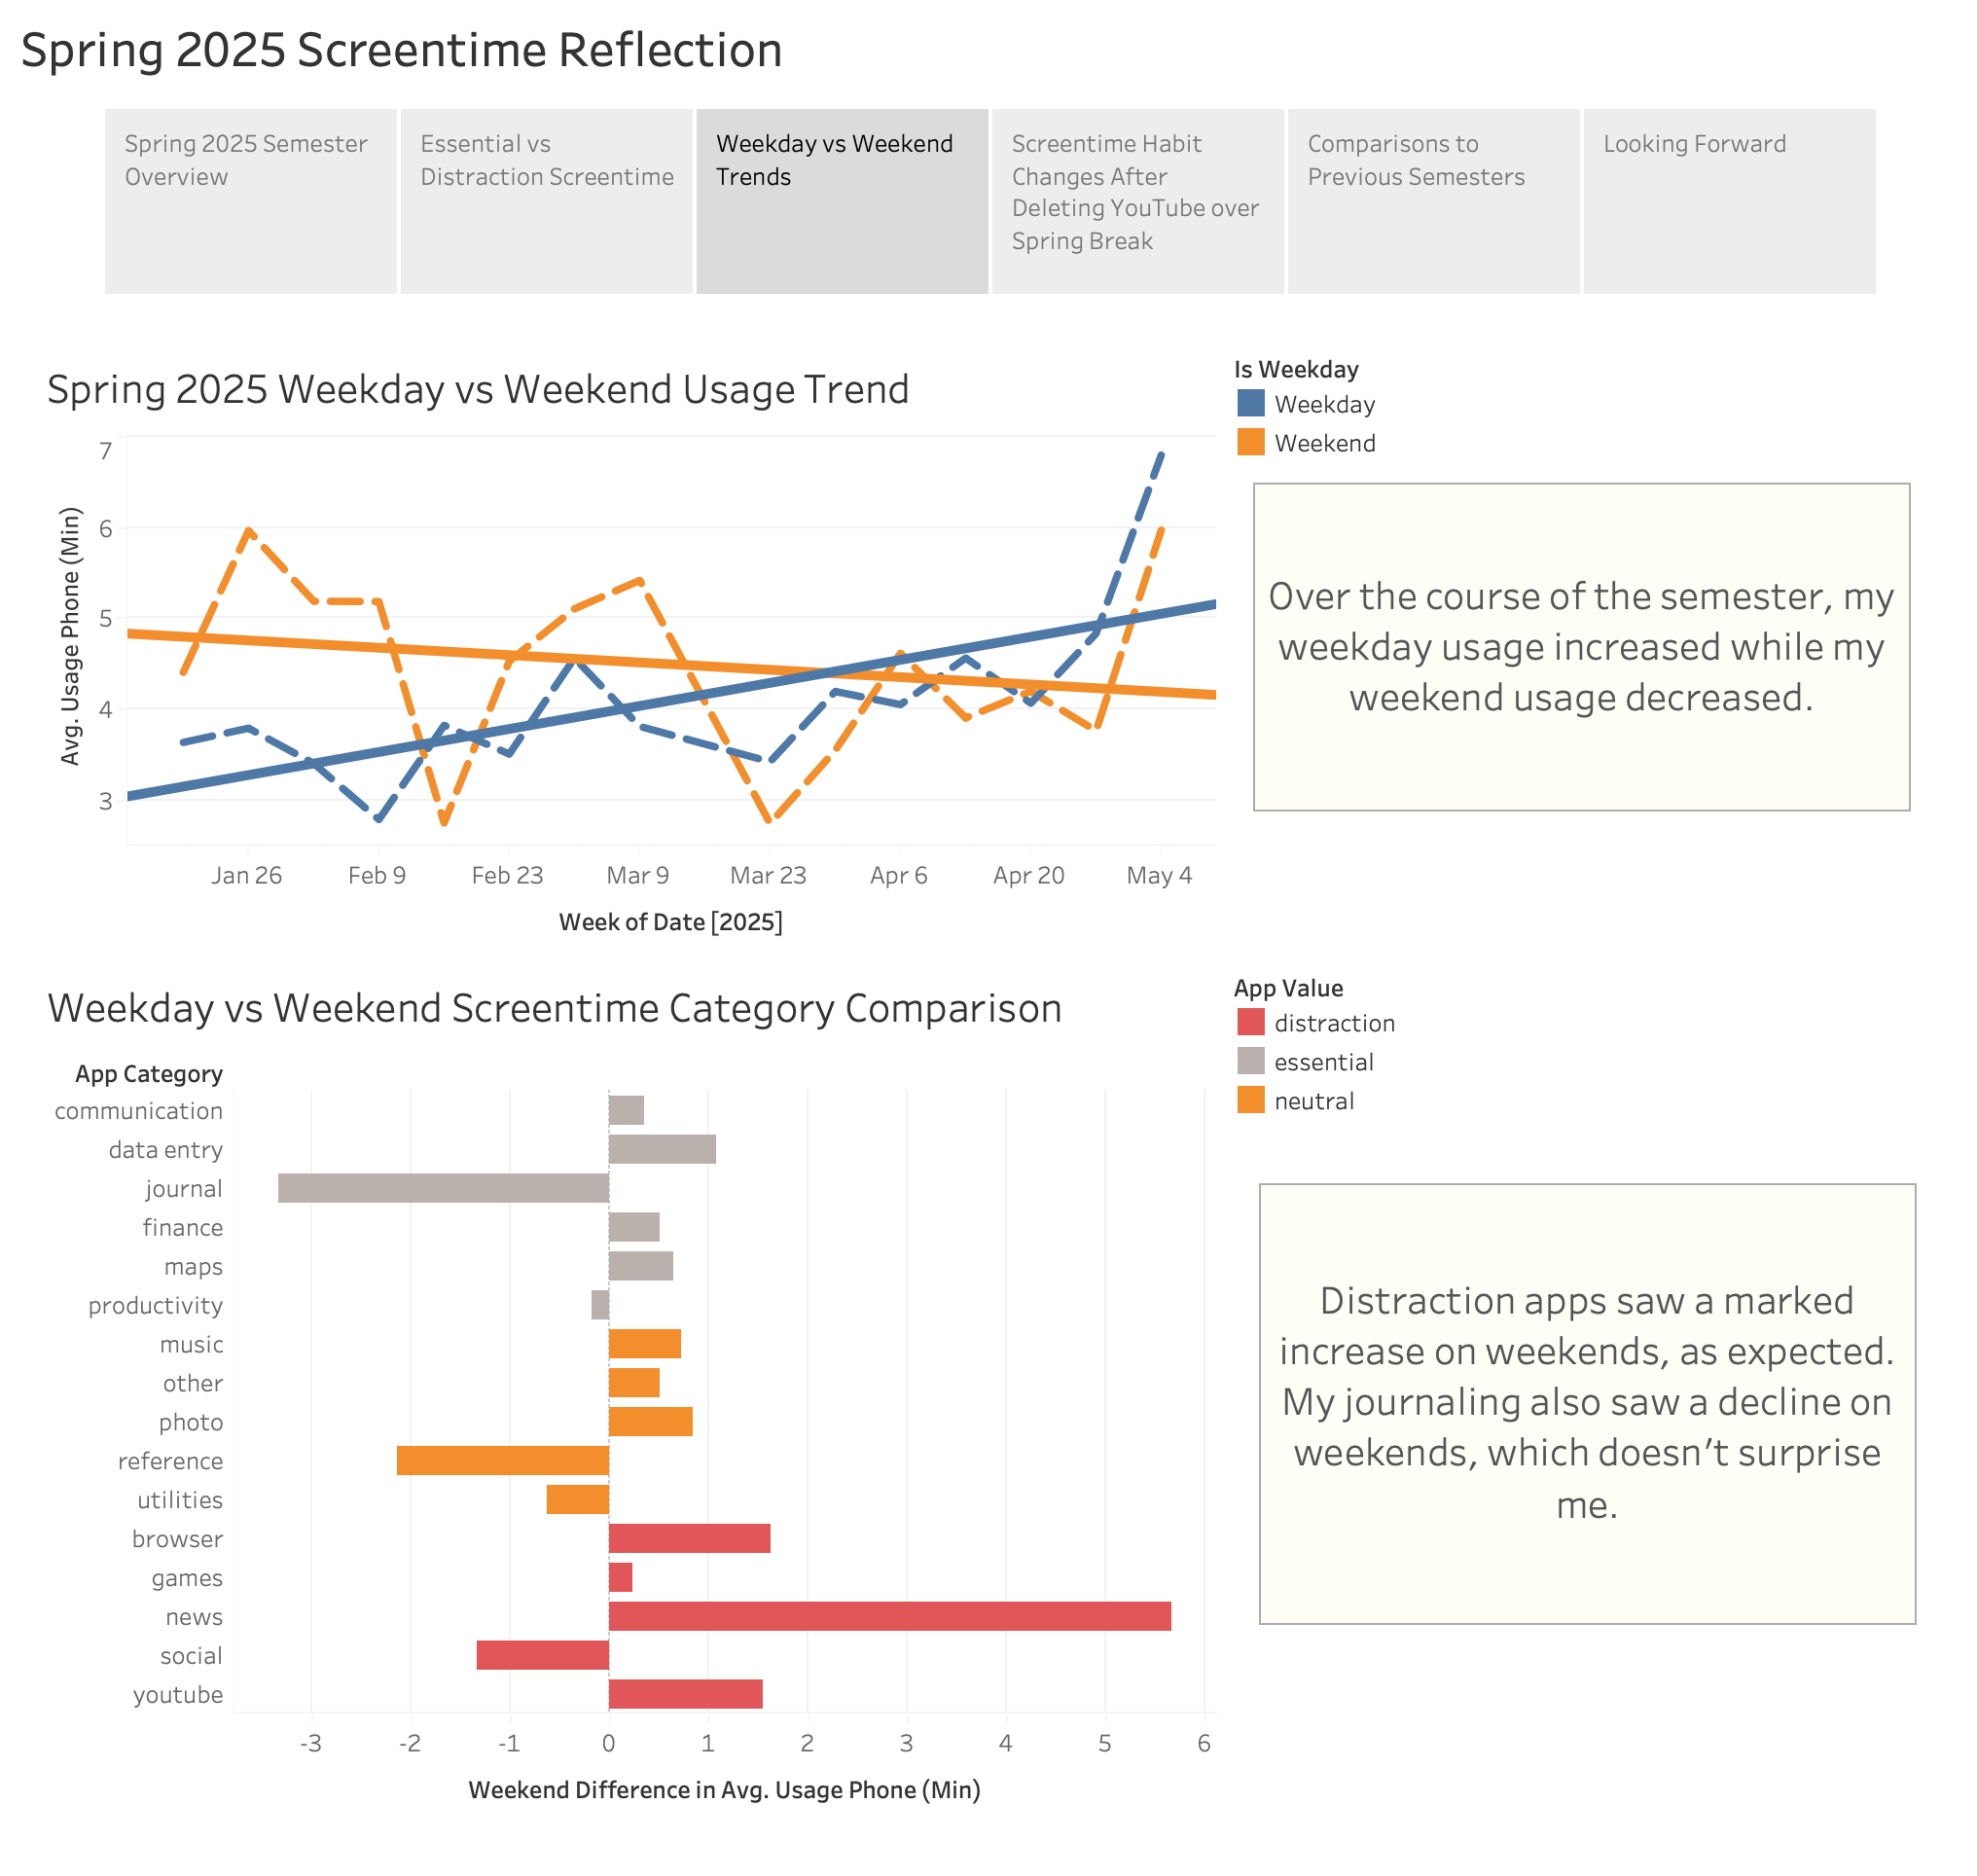 Spring 2025 Screentime Reflection
Spring 2025 Semester
Overview
Essential vs
Distraction Screentime
Weekday vs Weekend
Trends
Screentime Habit
Changes After
Deleting YouTube over
Spring Break
Comparisons to
Previous Semesters
Looking Forward
Spring 2025 Weekday vs Weekend Usage Trend
Is Weekday
Weekday
Weekend
Avg. Usage Phone (Min)
7
6
5
4
3
Jan 26
Feb 9
Feb 23
Mar 9
Mar 23
Apr 6
Apr 20
May 4
Week of Date [2025]
Over the course of the semester, my
weekday usage increased while my
weekend usage decreased.
Weekday vs Weekend Screentime Category Comparison
App Value
distraction
essential
neutral
App Category
communication
data entry
journal
finance
maps
productivity
music
other
photo
reference
utilities
browser
games
news
social
youtube
-3
-2
-1
0
1
2
3
4
5
6
Weekend Difference in Avg. Usage Phone (Min)
Distraction apps saw a marked
increase on weekends, as expected.
My journaling also saw a decline on
weekends, which doesn’t surprise
me.